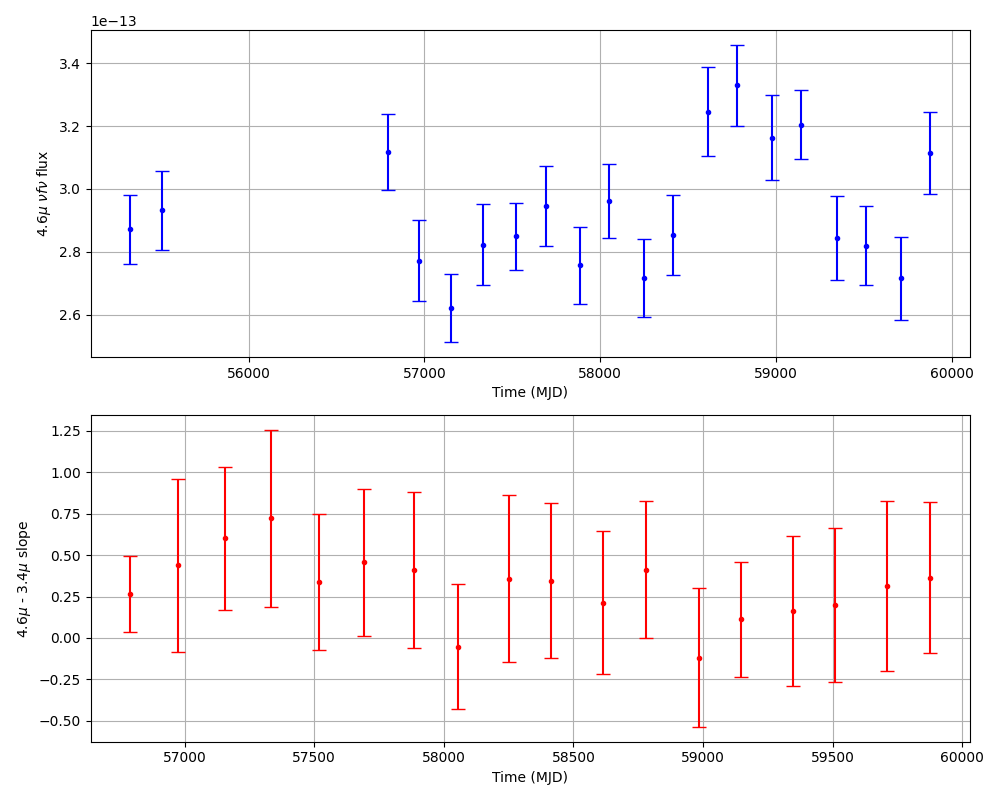 1e−13
3.4
3.2
3.0
2.8
2.6
4.6μ νfν flux
56000 57000 58000 59000 60000
Time (MJD)
1.25
1.00
0.75
0.50
0.25
0.00
−0.25
−0.50
4.6μ - 3.4μ slope
57000 57500 58000 58500 59000 59500 60000
Time (MJD)